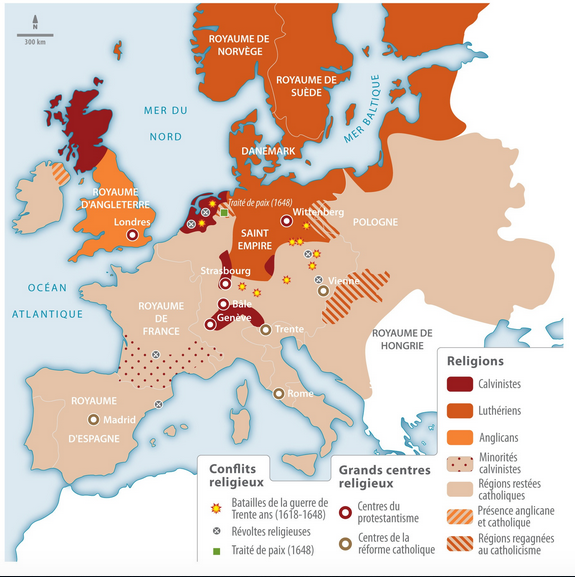 300 km
ROYAUME DE
NORVÈGE
ROYAUME DE
SUÈDE
MER DU
NORD
MER BALTIQUE
DANEMARK
ROYAUME
D'ANGLETERRE
Londres
Traité de paix (1648)
Wittenberg
POLOGNE
SAINT
EMPIRE
Strasbourg
Vienne
OCÉAN
ATLANTIQUE
ROYAUME
DE
FRANCE
Bâle
Genève
Trente
ROYAUME DE
HONGRIE
ROYAUME
D'ESPAGNE
Madrid
Rome
Religions
Calvinistes
Luthériens
Anglicans
Minorités
calvinistes
Régions restées
catholiques
Présence anglicane
et catholique
Régions regagnées
au catholicisme
Conflits
religieux
Batailles de la guerre de
Trente ans (1618-1648)
Révoltes religieuses
Traité de paix (1648)
Grands centres
religieux
Centres du
protestantisme
Centres de la
réforme catholique